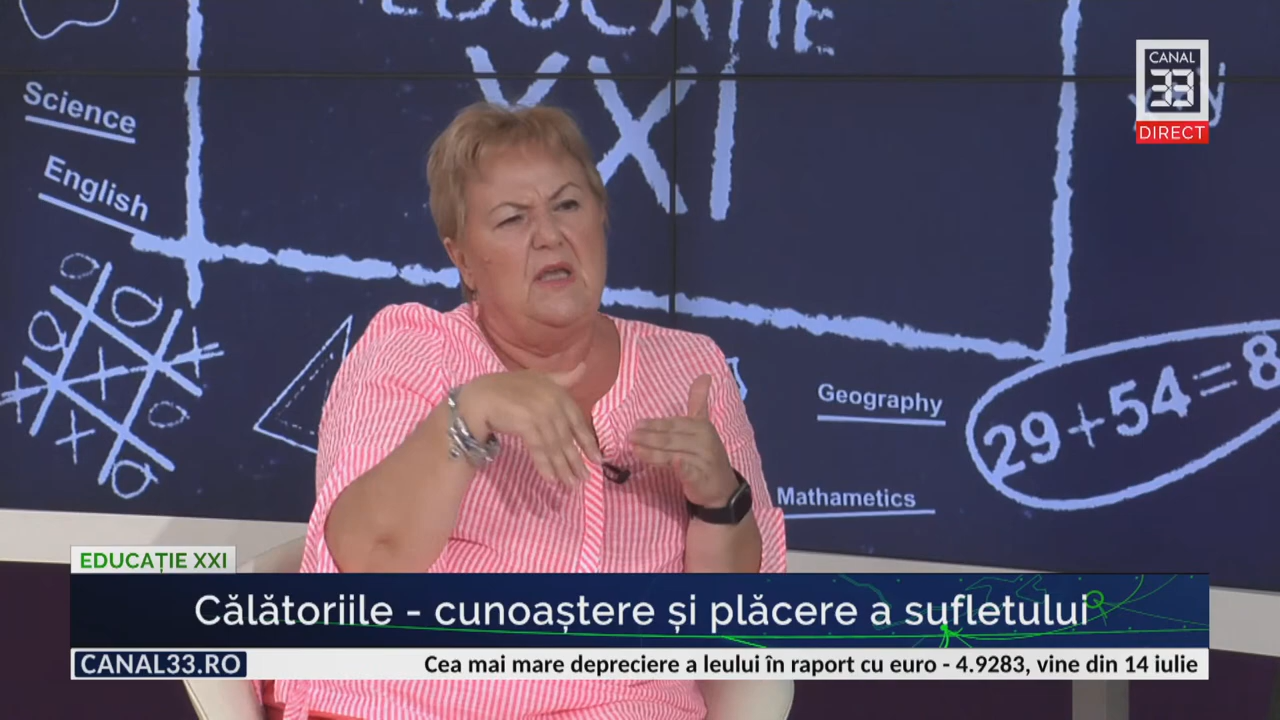 EDUCAȚIE
XXI
Science
English
Geography
29+54=8
Mathametics
CANAL
33
DIRECT
EDUCAȚIE XXI
Călătoriile - cunoaștere și plăcere a sufletului
CANAL33.RO
Cea mai mare depreciere a leului în raport cu euro - 4.9283, vine din 14 iulie